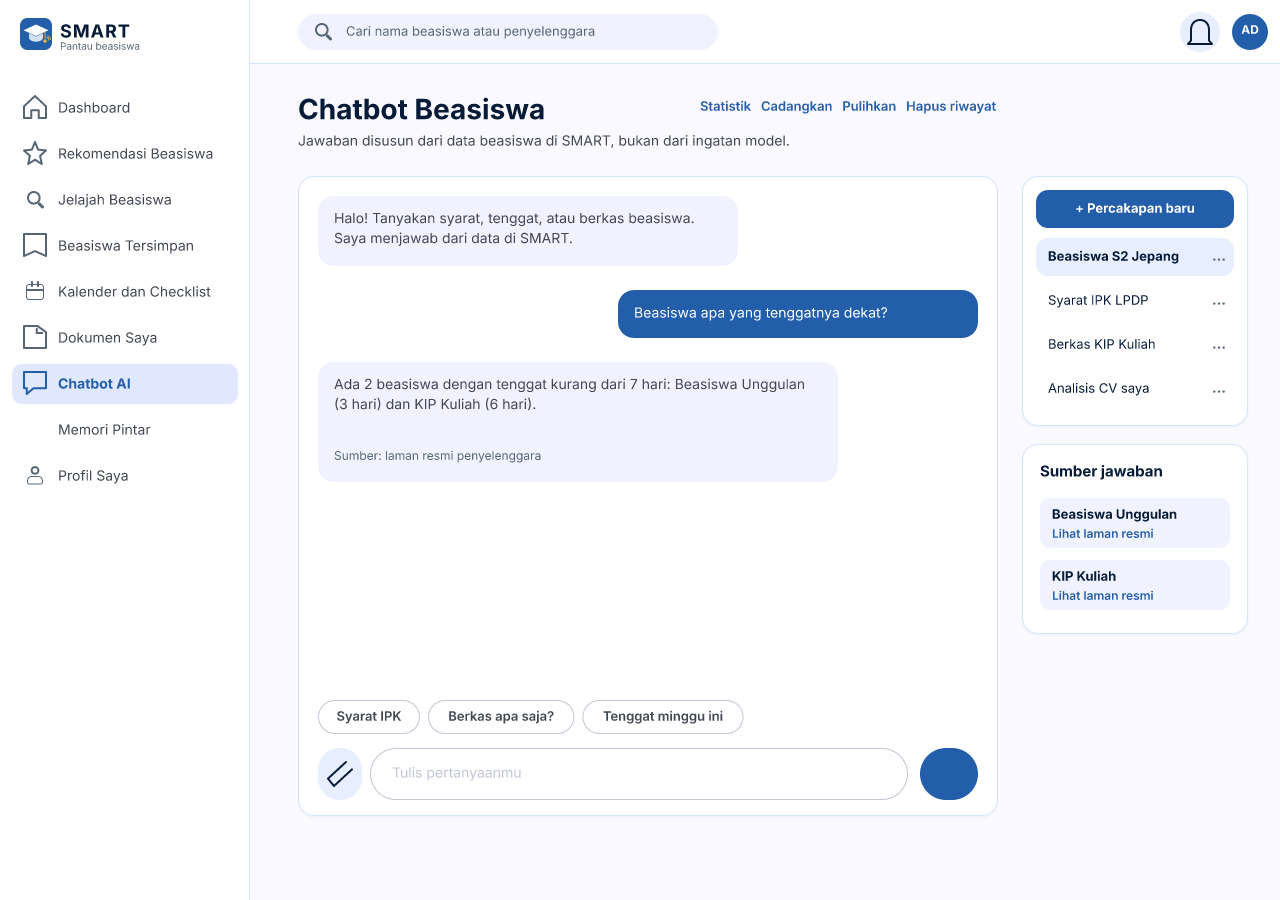 SMART
Pantau beasiswa
Cari nama beasiswa atau penyelenggara
AD
Dashboard
Rekomendasi Beasiswa
Jelajah Beasiswa
Beasiswa Tersimpan
Kalender dan Checklist
Dokumen Saya
Chatbot AI
Memori Pintar
Profil Saya
Chatbot Beasiswa
Statistik Cadangkan Pulihkan Hapus riwayat
Jawaban disusun dari data beasiswa di SMART, bukan dari ingatan model.
Halo! Tanyakan syarat, tenggat, atau berkas beasiswa.
Saya menjawab dari data di SMART.
Beasiswa apa yang tenggatnya dekat?
Ada 2 beasiswa dengan tenggat kurang dari 7 hari: Beasiswa Unggulan
(3 hari) dan KIP Kuliah (6 hari).
Sumber: laman resmi penyelenggara
Syarat IPK
Berkas apa saja?
Tenggat minggu ini
Tulis pertanyaanmu
+ Percakapan baru
Beasiswa S2 Jepang ...
Syarat IPK LPDP ...
Berkas KIP Kuliah ...
Analisis CV saya ...
Sumber jawaban
Beasiswa Unggulan
Lihat laman resmi
KIP Kuliah
Lihat laman resmi